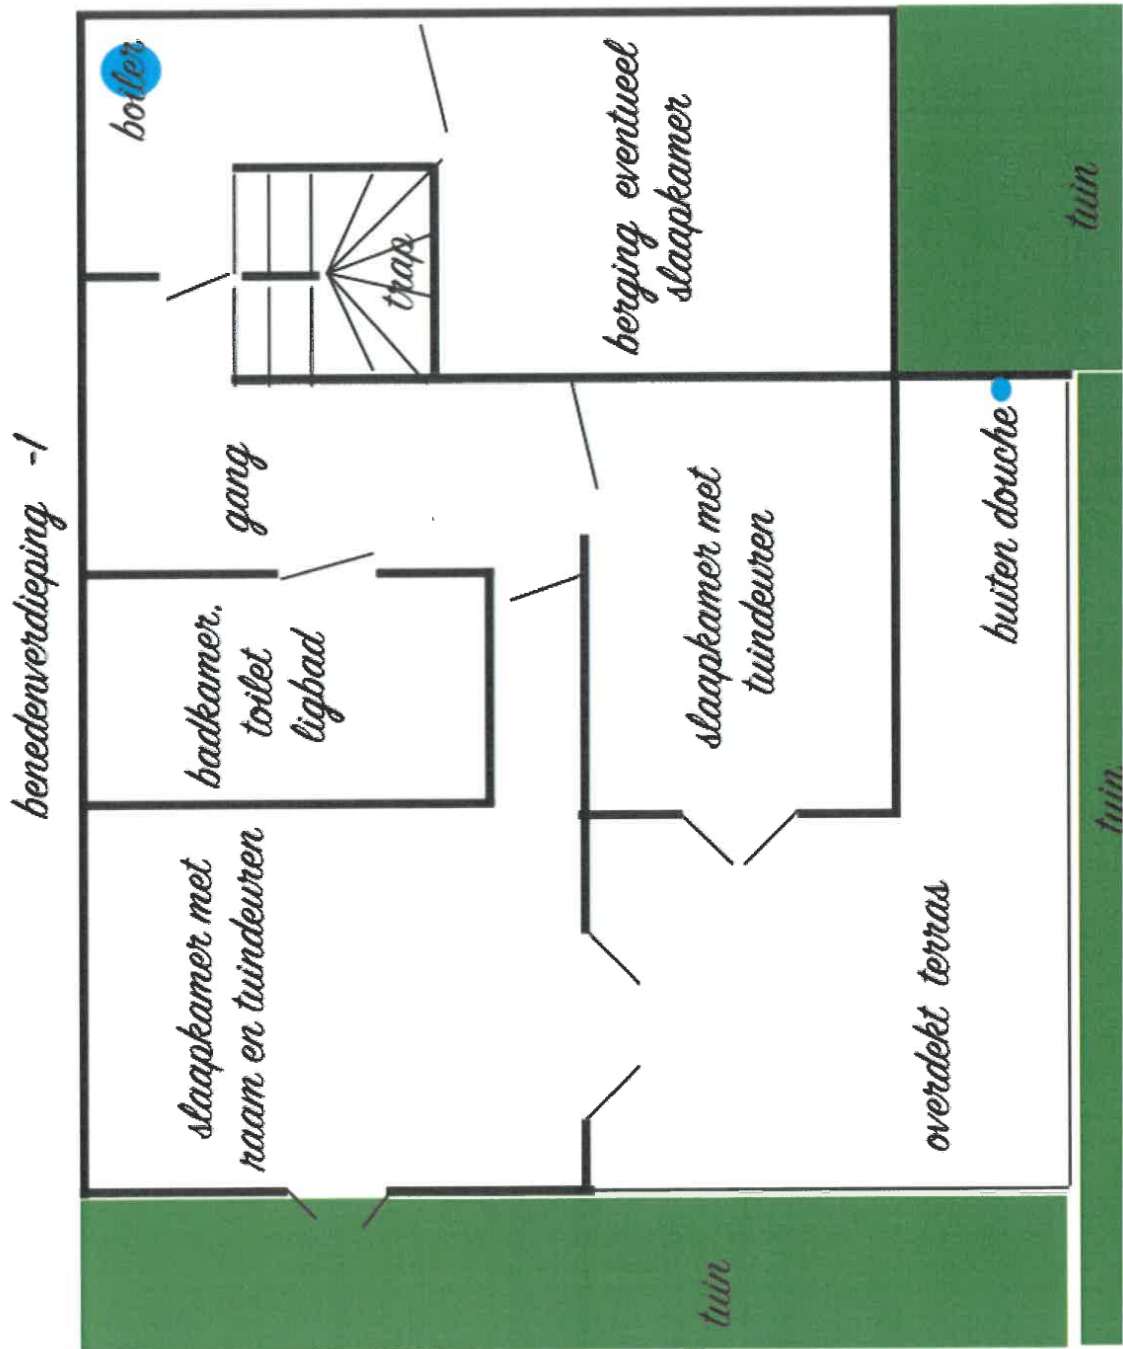 benedenverdieping -1
slaapkamer met
raam en tuindeuren
badkamer.
toilet
ligbad
gang
boiler
trap
berging eventueel
slaapkamer
slaapkamer met
tuindeuren
overdekt terras
buiten douche
tuin
tuin
tuin